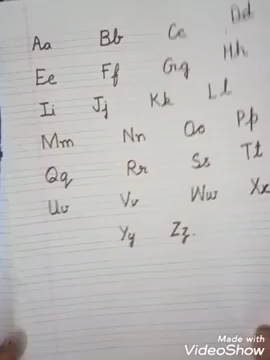 Aa Bb Cc Dd
Ee Ff Gg Hh
Ii Jj Kk Ll
Mm Nn Oo Pp
Qq Rr Ss Tt
Uu Vv Ww Xx
Yy Zz.
Made with
VideoShow